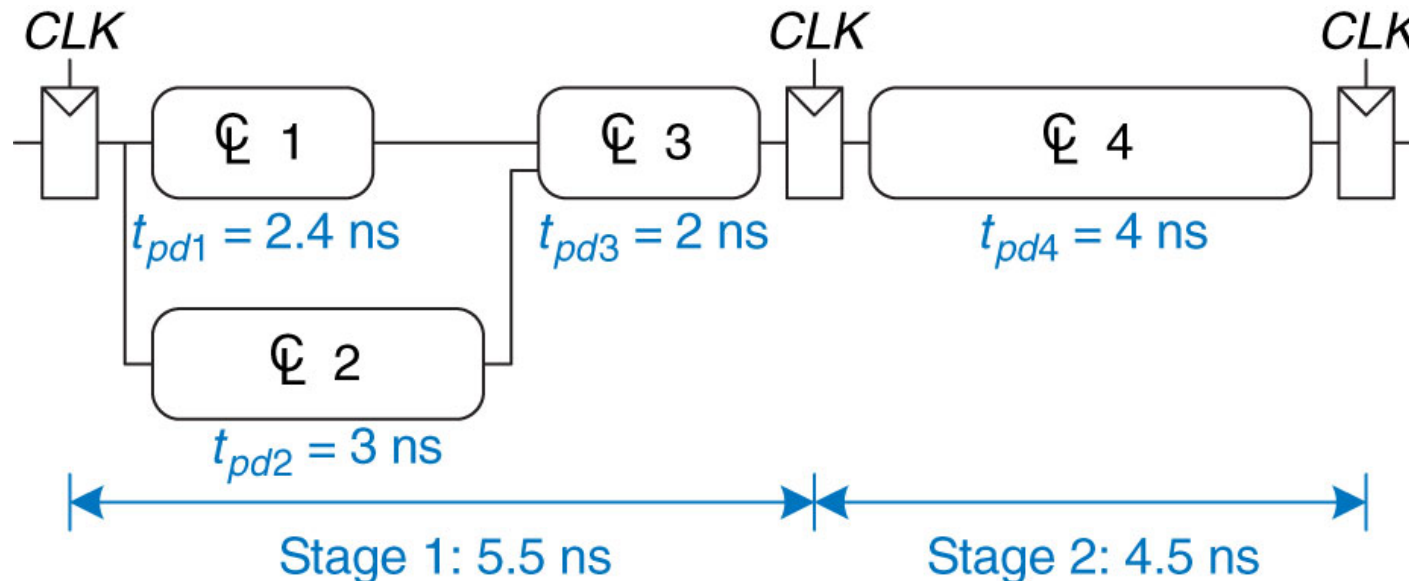 CLK CLK CLK
CL 1 CL 3 CL 4
tpd1 = 2.4 ns tpd3 = 2 ns tpd4 = 4 ns
CL 2
tpd2 = 3 ns
Stage 1: 5.5 ns Stage 2: 4.5 ns